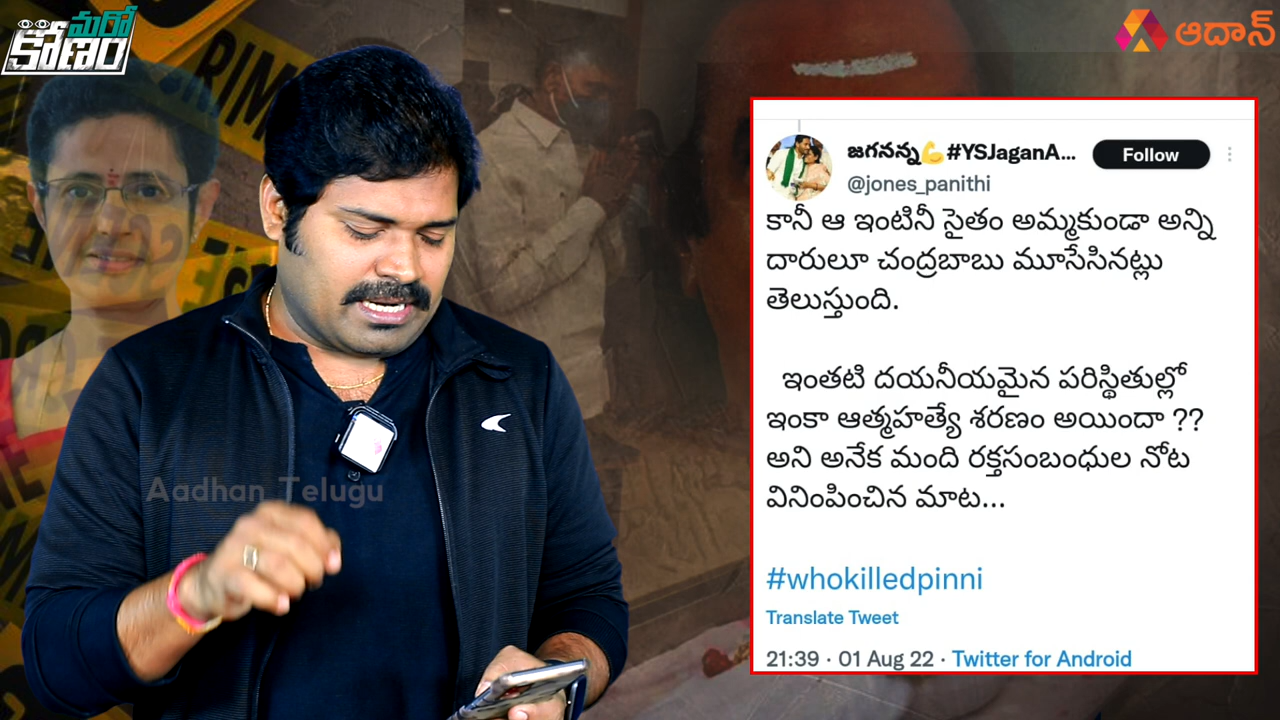 మరో
కోణం
ఆదాన్
జగనన్న💪#YSJaganA...
Follow
@jones_panithi
కానీ ఆ ఇంటినీ సైతం అమ్మకుండా అన్ని
దారులూ చంద్రబాబు మూసేసినట్లు
తెలుస్తుంది.
ఇంతటి దయనీయమైన పరిస్థితుల్లో
ఇంకా ఆత్మహత్యే శరణం అయిందా ??
అని అనేక మంది రక్తసంబంధుల నోట
వినింపించిన మాట...
#whokilledpinni
Translate Tweet
21:39 · 01 Aug 22 · Twitter for Android
Aadhan Telugu